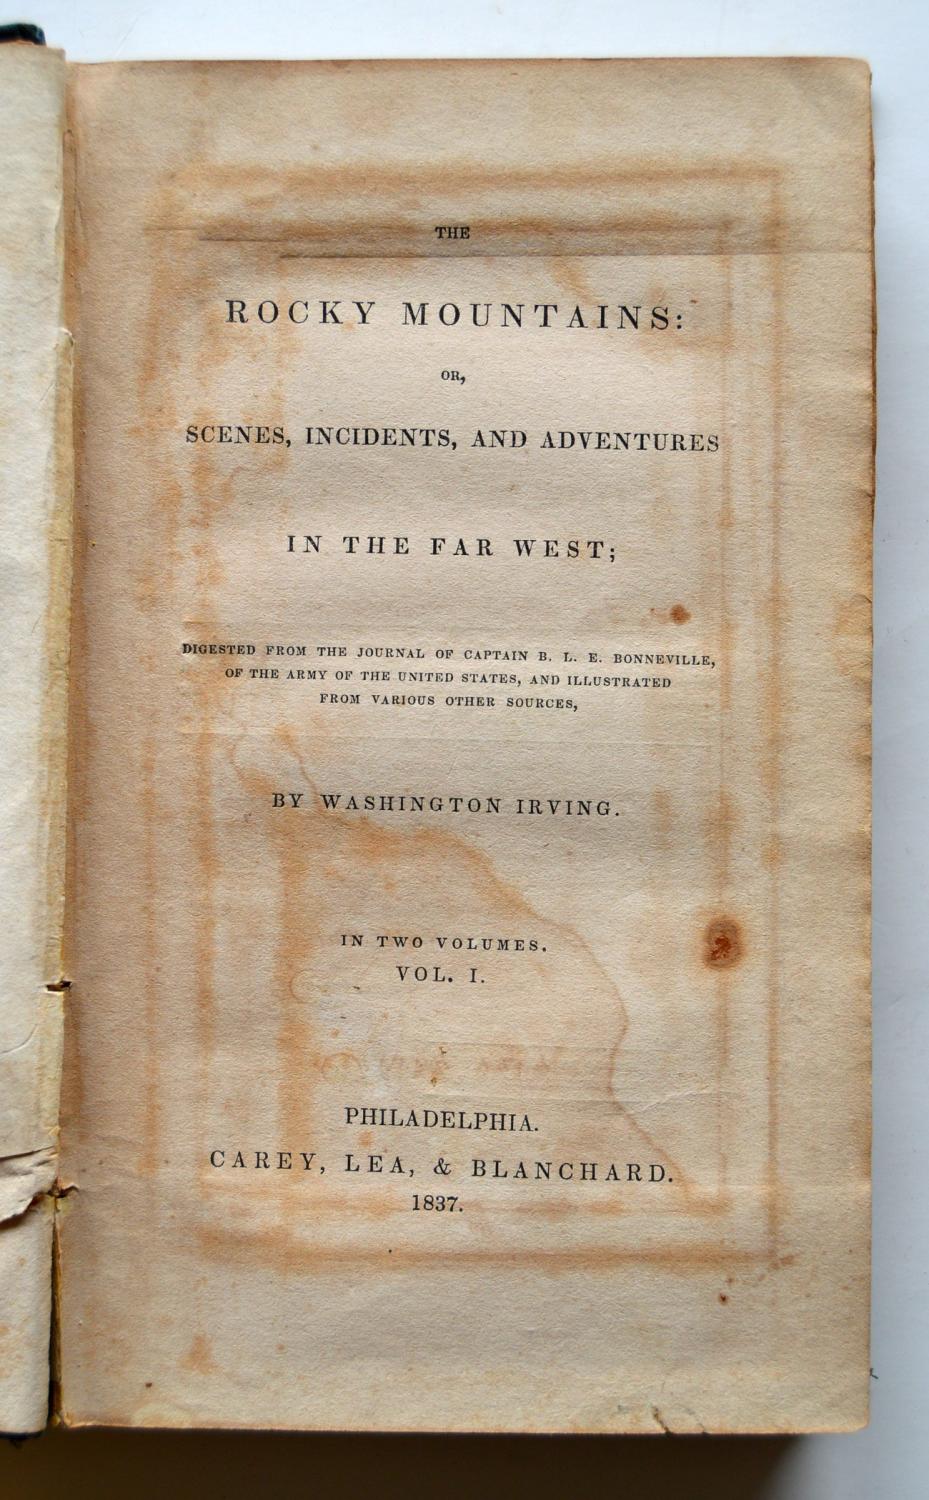 THE
ROCKY MOUNTAINS:
OR,
SCENES, INCIDENTS, AND ADVENTURES
IN THE FAR WEST;
DIGESTED FROM THE JOURNAL OF CAPTAIN B. L. E. BONNEVILLE,
OF THE ARMY OF THE UNITED STATES, AND ILLUSTRATED
FROM VARIOUS OTHER SOURCES,
BY WASHINGTON IRVING.
IN TWO VOLUMES.
VOL. I.
PHILADELPHIA.
CAREY, LEA, & BLANCHARD.
1837.